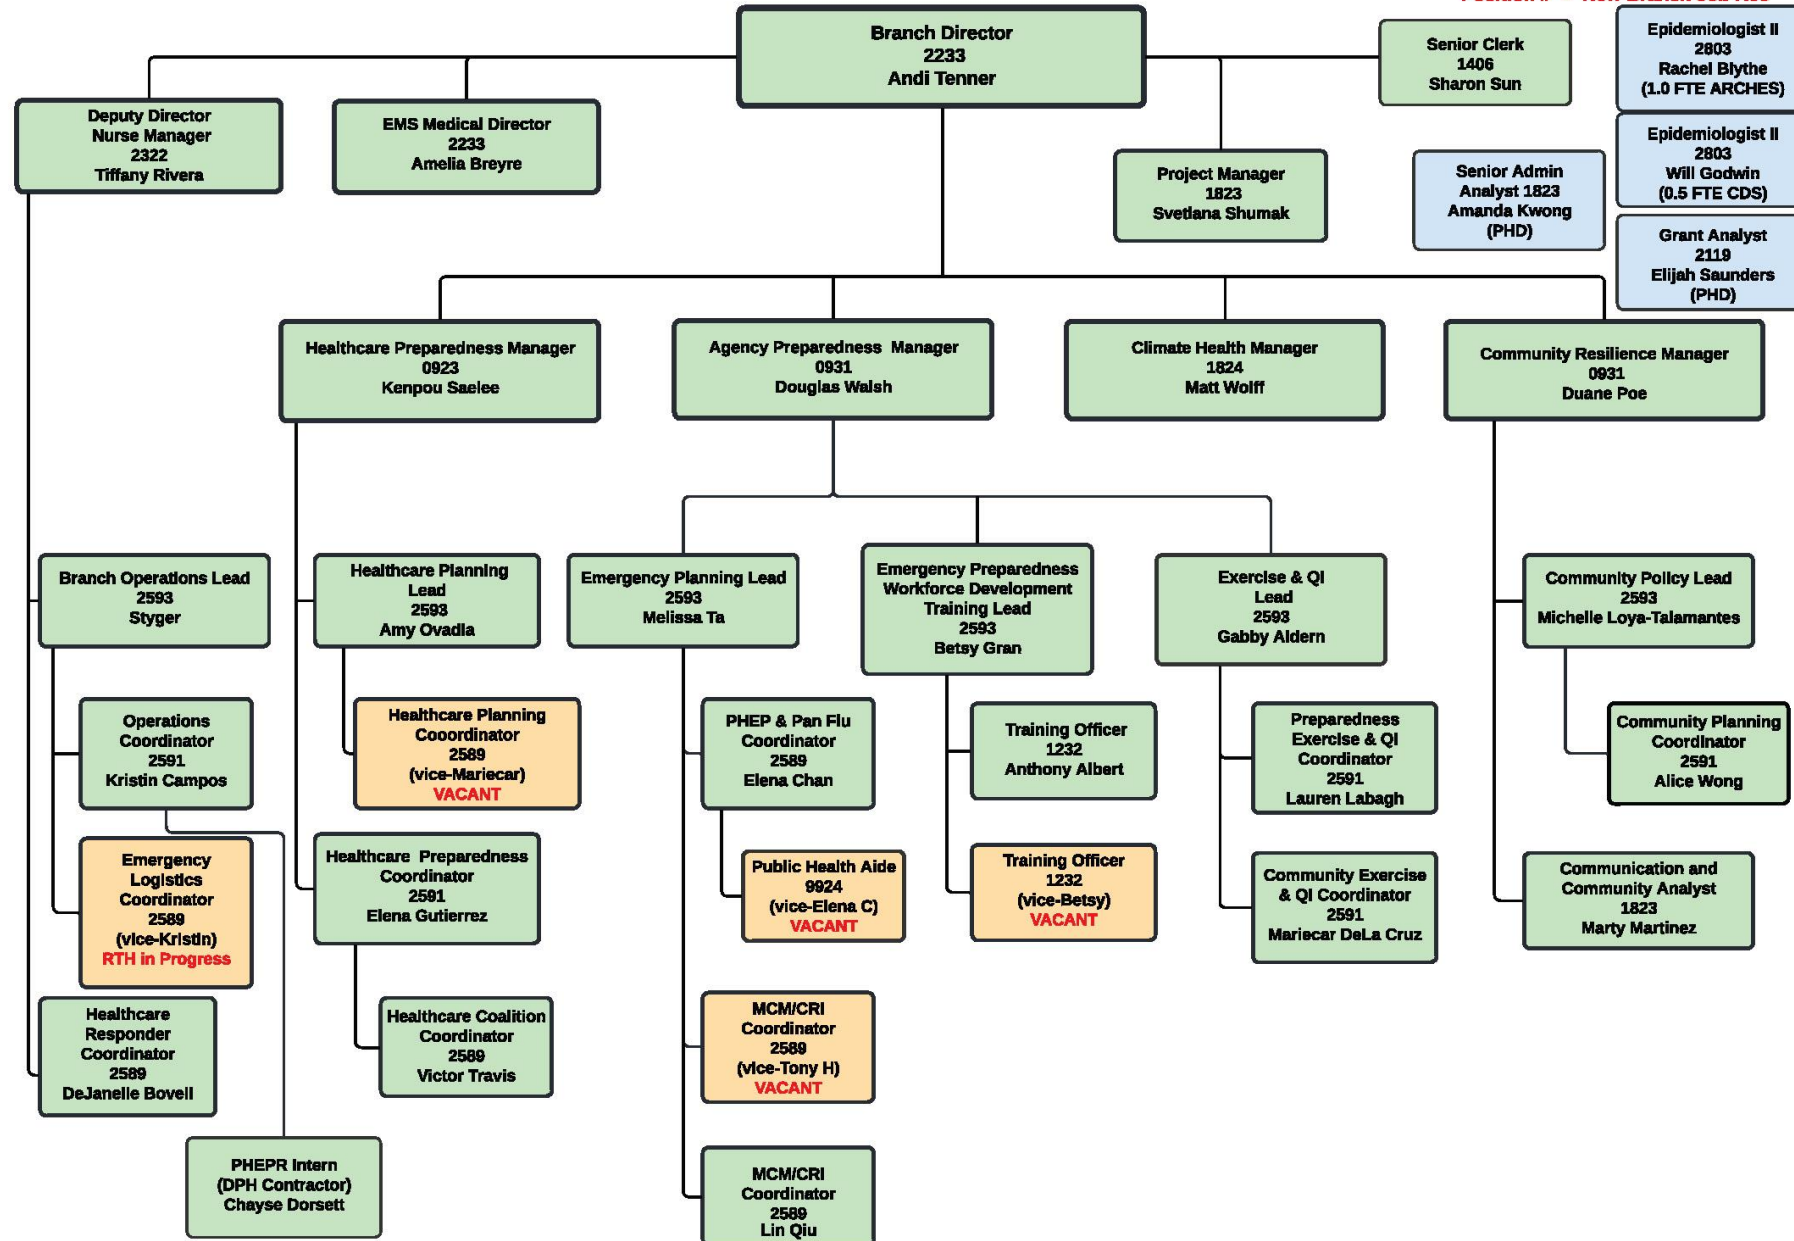 Branch Director
2233
Andi Tenner
Senior Clerk
1406
Sharon Sun
Epidemiologist II
2803
Rachel Blythe
(1.0 FTE ARCHES)
Deputy Director
Nurse Manager
2322
Tiffany Rivera
EMS Medical Director
2233
Amelia Breyre
Project Manager
1823
Svetlana Shumak
Senior Admin
Analyst 1823
Amanda Kwong
(PHD)
Epidemiologist II
2803
Will Godwin
(0.5 FTE CDS)
Grant Analyst
2119
Elijah Saunders
(PHD)
Healthcare Preparedness Manager
0923
Kenpou Saelee
Agency Preparedness Manager
0931
Douglas Walsh
Climate Health Manager
1824
Matt Wolff
Community Resilience Manager
0931
Duane Poe
Branch Operations Lead
2593
Styger
Healthcare Planning
Lead
2593
Amy Ovadia
Emergency Planning Lead
2593
Melissa Ta
Emergency Preparedness
Workforce Development
Training Lead
2593
Betsy Gran
Exercise & QI
Lead
2593
Gabby Aldern
Community Policy Lead
2593
Michelle Loya-Talamantes
Operations
Coordinator
2591
Kristin Campos
Healthcare Planning
Cooordinator
2589
(vice-Mariecar)
VACANT
PHEP & Pan Flu
Coordinator
2589
Elena Chan
Training Officer
1232
Anthony Albert
Preparedness
Exercise & QI
Coordinator
2591
Lauren Labagh
Community Planning
Coordinator
2591
Alice Wong
Emergency
Logistics
Coordinator
2589
(vice-Kristin)
RTH in Progress
Healthcare Preparedness
Coordinator
2591
Elena Gutierrez
Public Health Aide
9924
(vice-Elena C)
VACANT
Training Officer
1232
(vice-Betsy)
VACANT
Community Exercise
& QI Coordinator
2591
Mariecar DeLa Cruz
Communication and
Community Analyst
1823
Marty Martinez
Healthcare
Responder
Coordinator
2589
DeJanelle Bovell
Healthcare Coalition
Coordinator
2589
Victor Travis
MCM/CRI
Coordinator
2589
(vice-Tony H)
VACANT
PHEPR Intern
(DPH Contractor)
Chayse Dorsett
MCM/CRI
Coordinator
2589
Lin Qiu